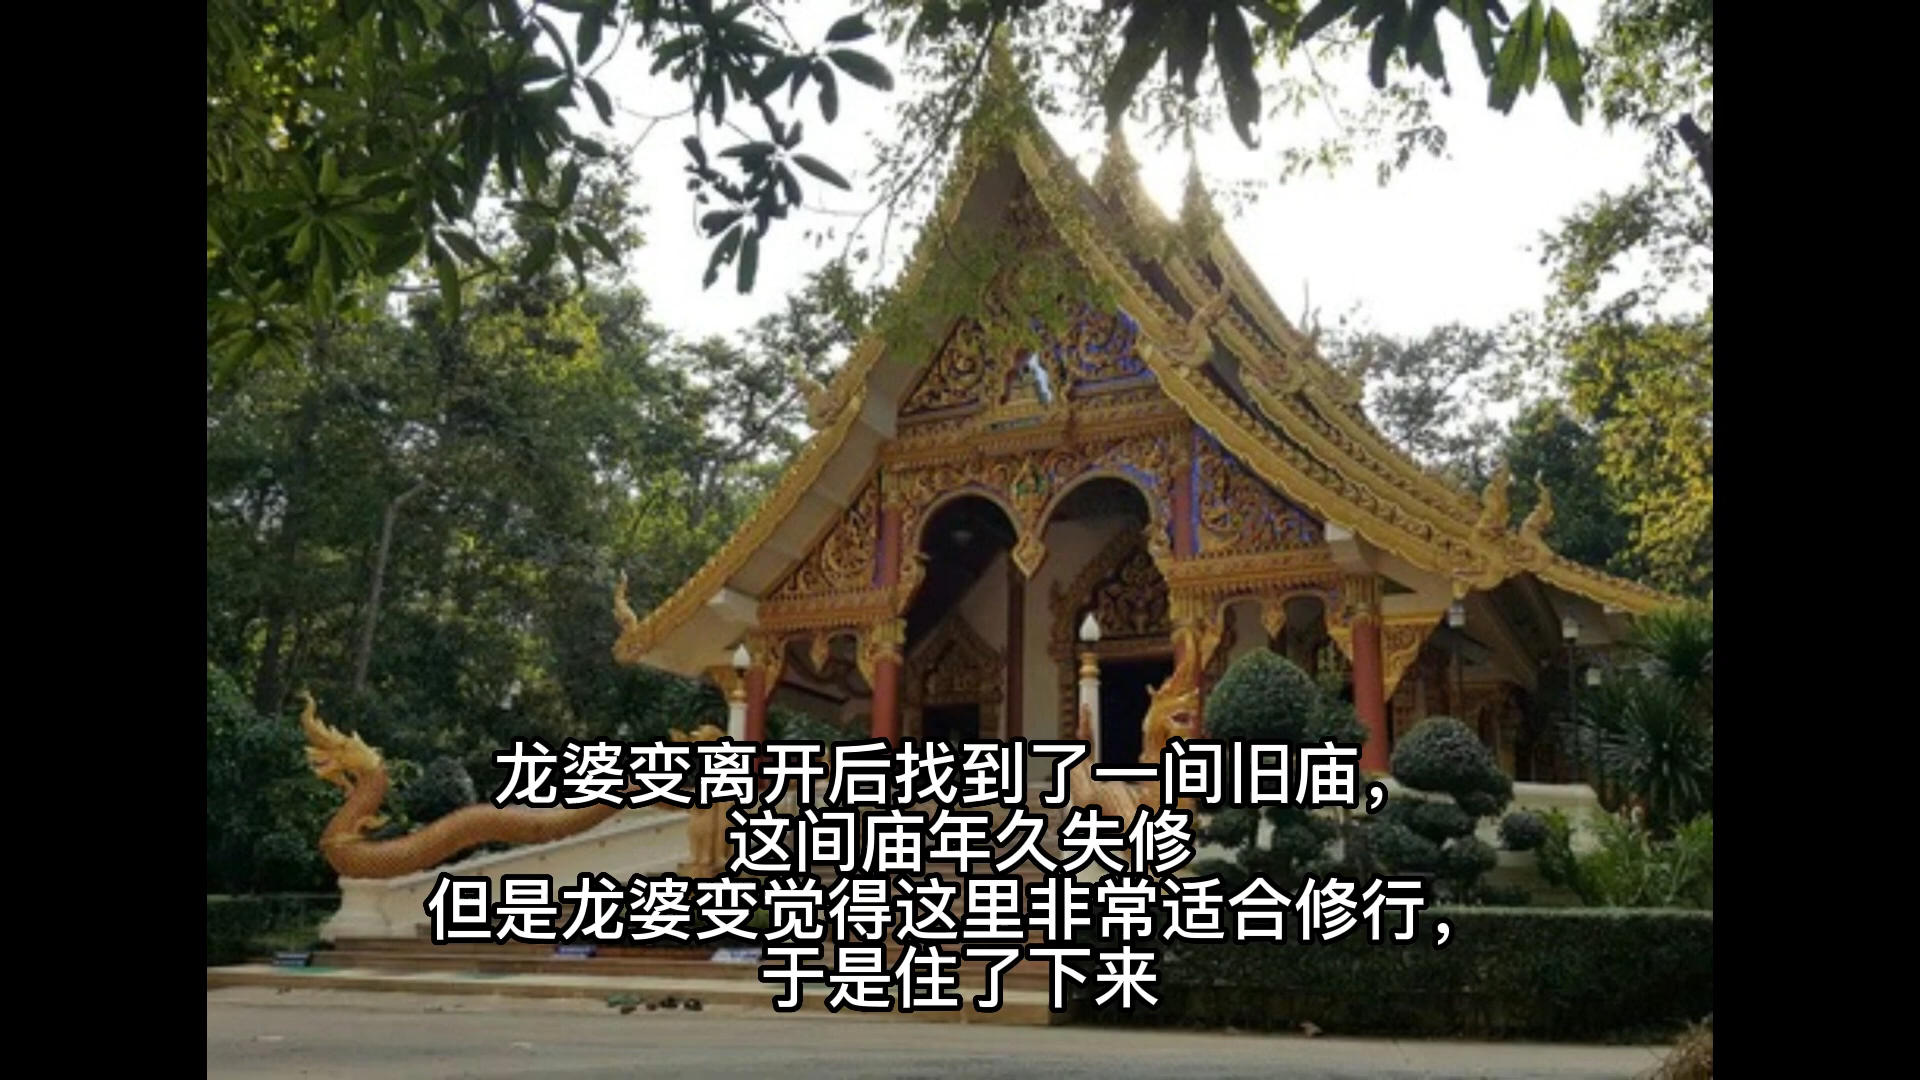 龙婆变离开后找到了一间旧庙，
这间庙年久失修
但是龙婆变觉得这里非常适合修行，
于是住了下来